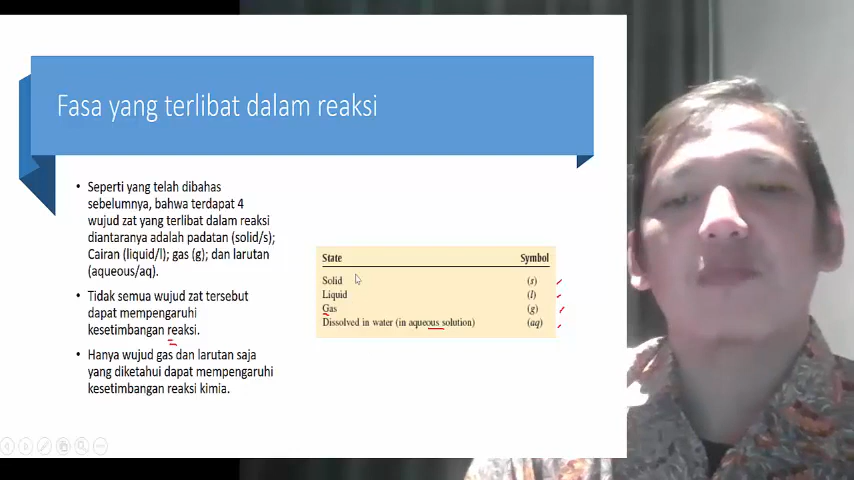 Fasa yang terlibat dalam reaksi
• Seperti yang telah dibahas
sebelumnya, bahwa terdapat 4
wujud zat yang terlibat dalam reaksi
diantaranya adalah padatan (solid/s);
Cairan (liquid/l); gas (g); dan larutan
(aqueous/aq).
• Tidak semua wujud zat tersebut
dapat mempengaruhi
kesetimbangan reaksi.
• Hanya wujud gas dan larutan saja
yang diketahui dapat mempengaruhi
kesetimbangan reaksi kimia.
State Symbol
Solid (s)
Liquid (l)
Gas (g)
Dissolved in water (in aqueous solution) (aq)